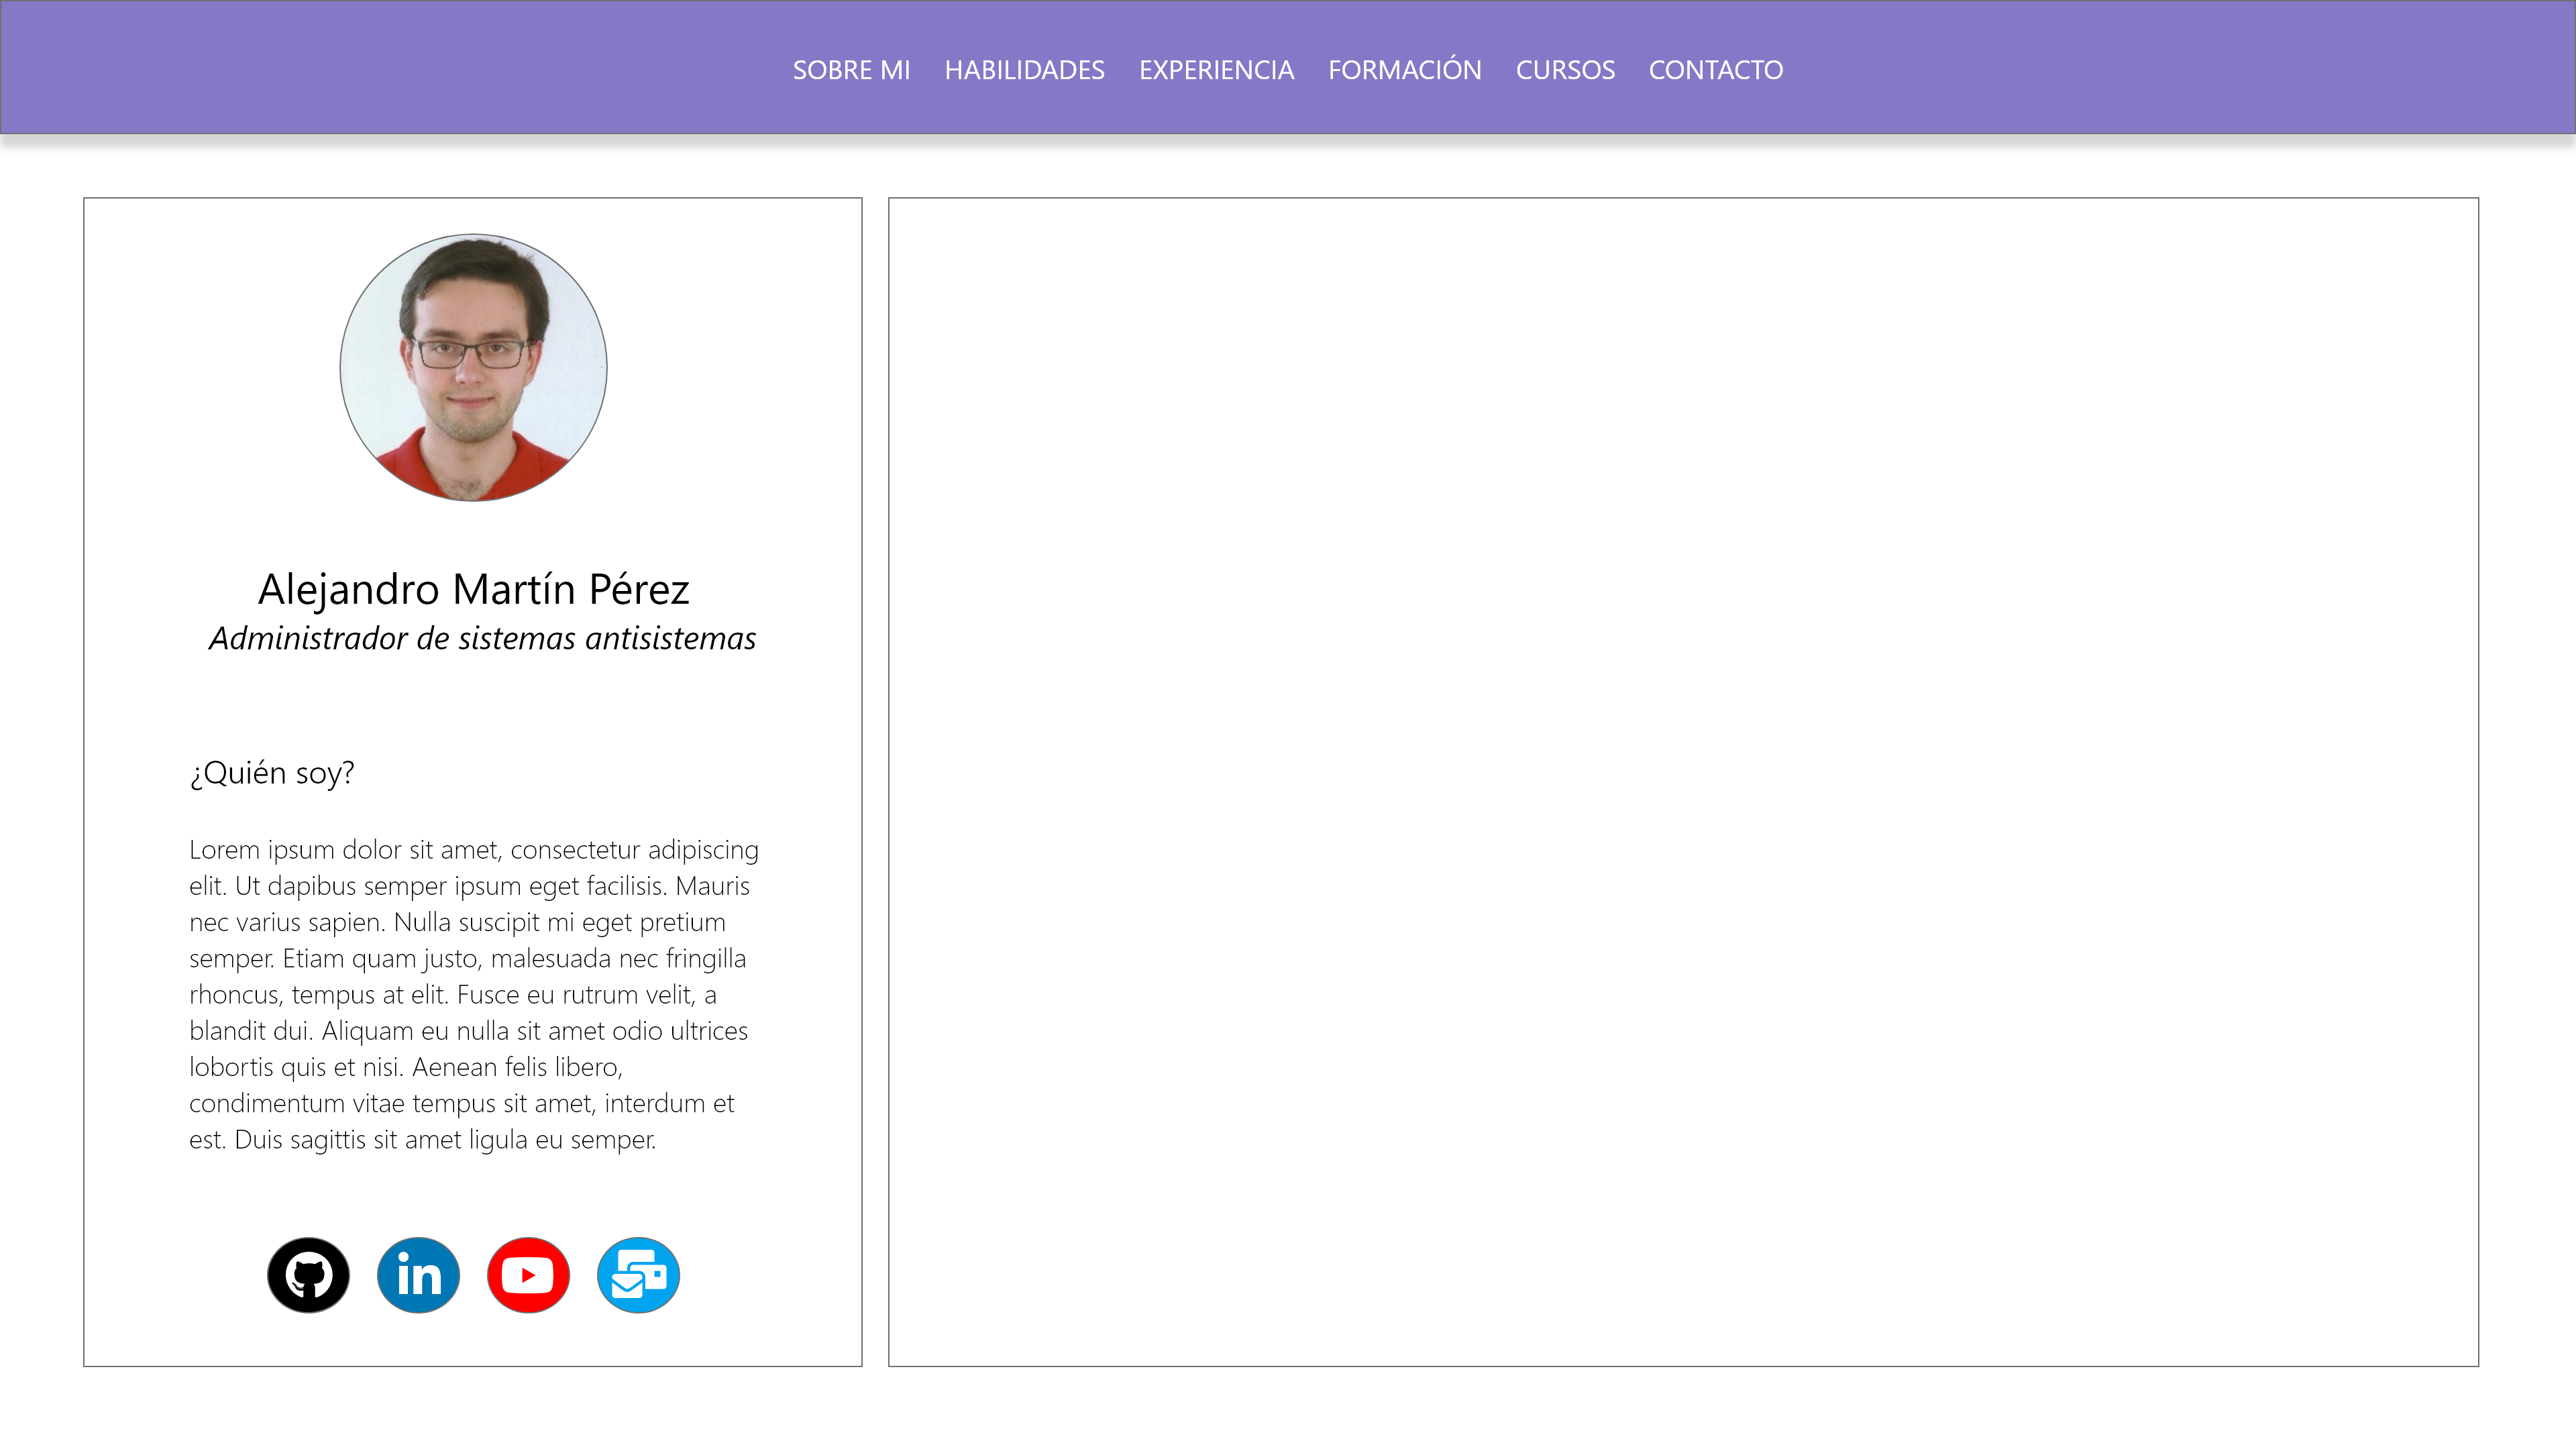 SOBRE MI HABILIDADES EXPERIENCIA FORMACIÓN CURSOS CONTACTO
Alejandro Martín Pérez
Administrador de sistemas antisistemas
¿Quién soy?
Lorem ipsum dolor sit amet, consectetur adipiscing
elit. Ut dapibus semper ipsum eget facilisis. Mauris
nec varius sapien. Nulla suscipit mi eget pretium
semper. Etiam quam justo, malesuada nec fringilla
rhoncus, tempus at elit. Fusce eu rutrum velit, a
blandit dui. Aliquam eu nulla sit amet odio ultrices
lobortis quis et nisi. Aenean felis libero,
condimentum vitae tempus sit amet, interdum et
est. Duis sagittis sit amet ligula eu semper.
in